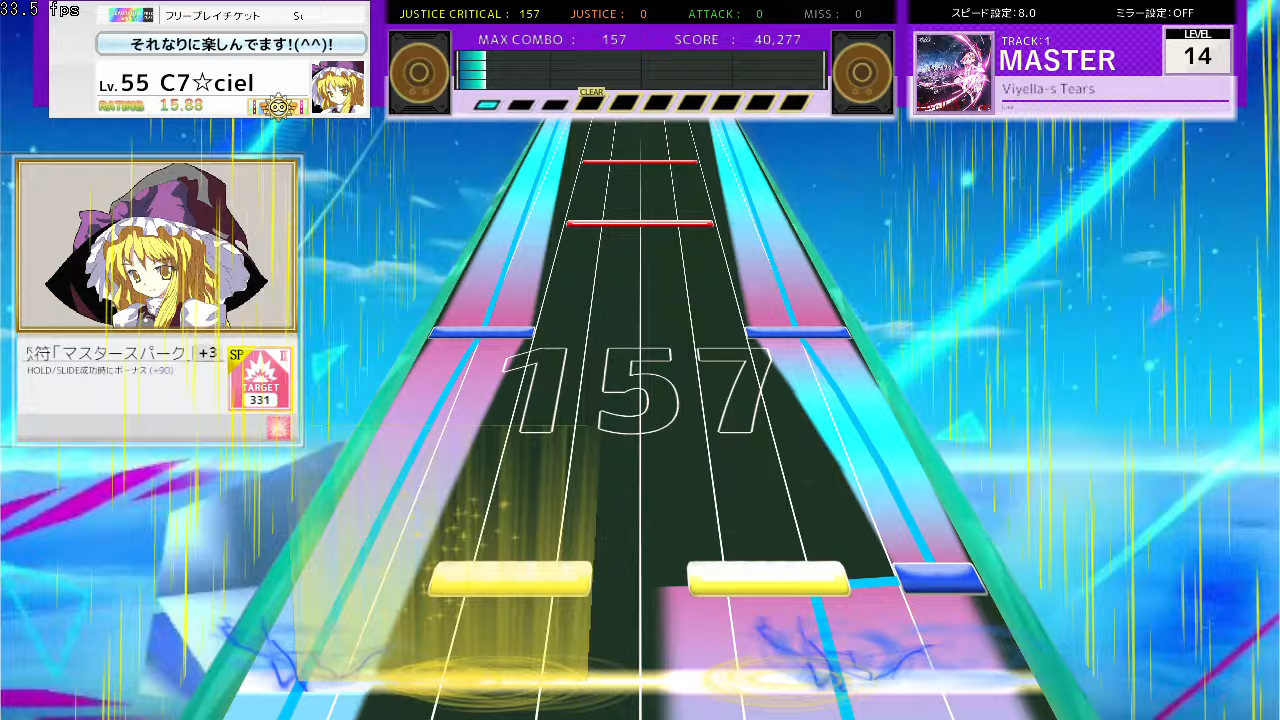 33.5 fps
フリープレイチケット
それなりに楽しんでます!(^^)!
Lv. 55 C7☆ciel
RATING 15.88
JUSTICE CRITICAL : 157 JUSTICE : 0 ATTACK : 0 MISS : 0
MAX COMBO : 157 SCORE : 40,277
CLEAR
スピード設定:8.0 ミラー設定:OFF
TRACK:1
MASTER
LEVEL
14
Viyella-s Tears
Laur
符「マスタースパーク」 +3
HOLD/SLIDE成功時にボーナス (+90)
SP
II
TARGET
331
157